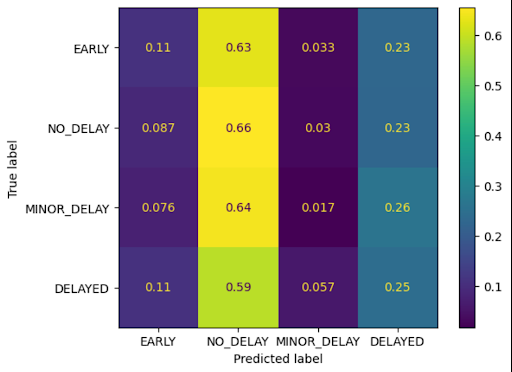 EARLY 0.11 0.63 0.033 0.23
NO_DELAY 0.087 0.66 0.03 0.23
MINOR_DELAY 0.076 0.64 0.017 0.26
DELAYED 0.11 0.59 0.057 0.25
EARLY NO_DELAY MINOR_DELAY DELAYED
Predicted label
True label
0.6
0.5
0.4
0.3
0.2
0.1